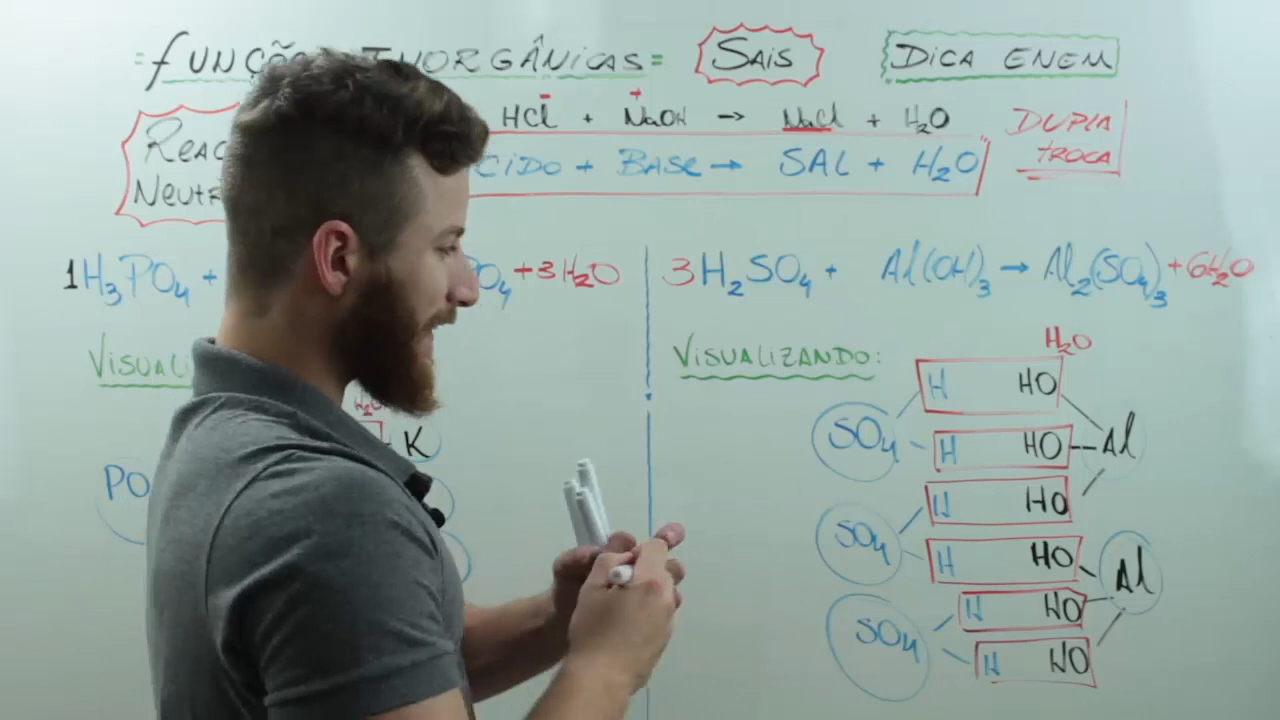 = FUNÇÕES INORGÂNICAS =
SAIS
DICA ENEM
HCl + NaOH → NaCl + H₂O
DUPLA
TROCA
CIDO + BASE → SAL + H₂O
REAÇ
NEUTR
1H₃PO₄ +
PO₄ +3H₂O
3H₂SO₄ + Al(OH)₃ → Al₂(SO₄)₃ +6H₂O
VISUALI
VISUALIZANDO:
H₂O
H₂O
H HO
K
SO₄
H HO
Al
PO
H HO
SO₄
H HO
Al
H HO
SO₄
H HO